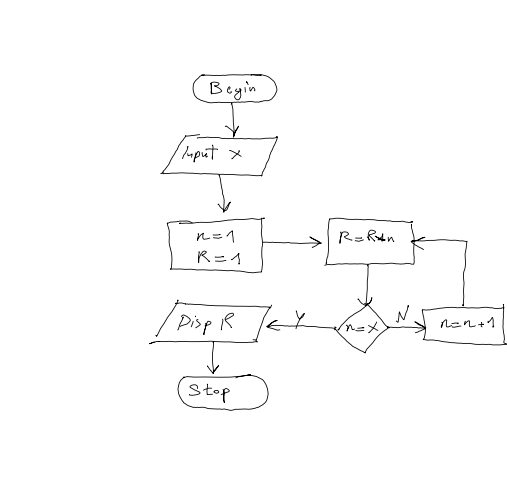 Begin
Input x
n=1
R=1
R=R*n
n=x
Y
N
n=n+1
Disp R
Stop